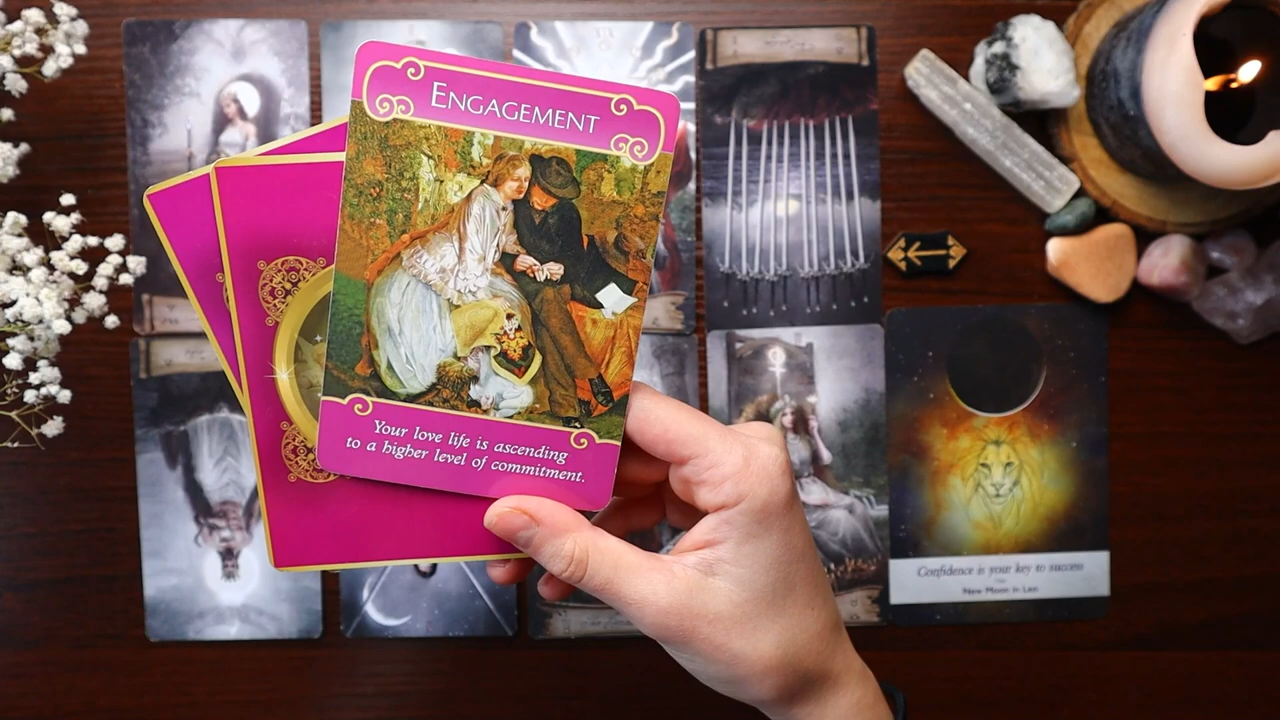 Engagement
Your love life is ascending
to a higher level of commitment.
Confidence is your key to success
New Moon in Leo